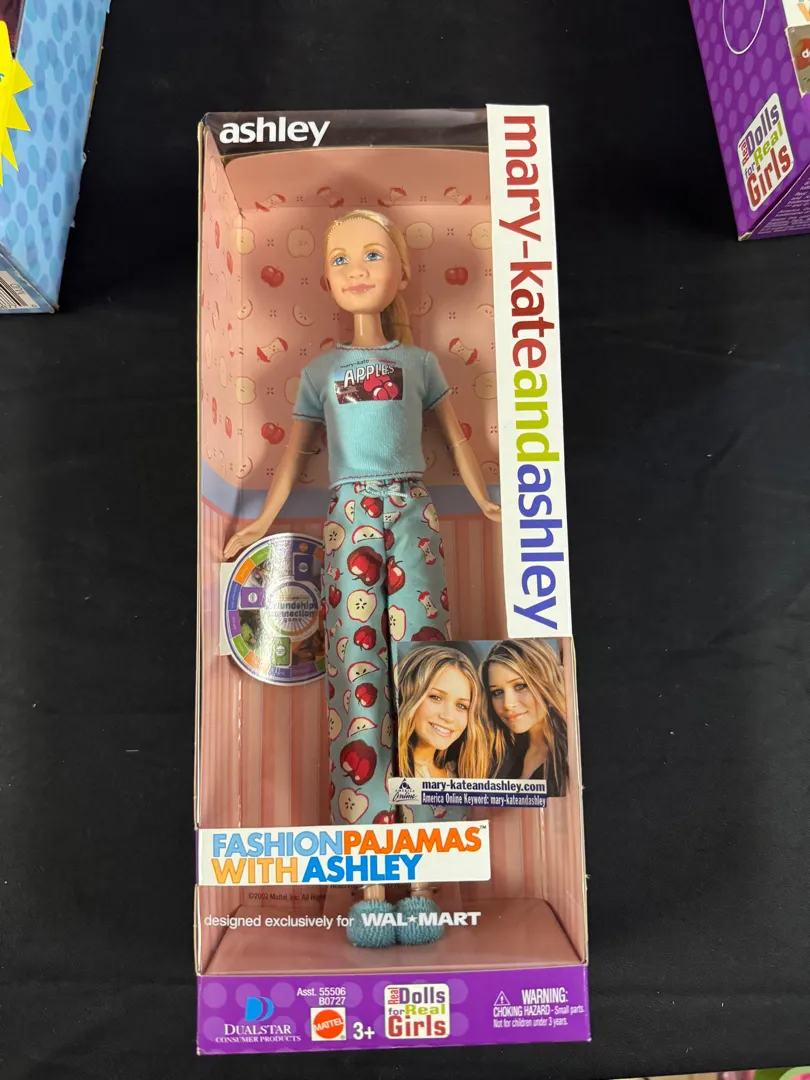 ashley
mary-kateandashley
APPLES
mary-kateandashley.com
America Online Keyword: mary-kateandashley
FASHION PAJAMAS™
WITH ASHLEY
designed exclusively for WAL★MART
DUALSTAR
CONSUMER PRODUCTS
Asst. 55506
B0727
MATTEL
3+
Real Dolls
for Real
Girls
WARNING:
CHOKING HAZARD - Small parts
Not for children under 3 years.
Dolls
for Real
Girls